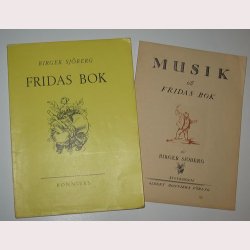 BIRGER SJÖBERG
FRIDAS BOK
BONNIERS
MUSIK
till
FRIDAS BOK
av
BIRGER SJÖBERG
STOCKHOLM
ALBERT BONNIERS FÖRLAG